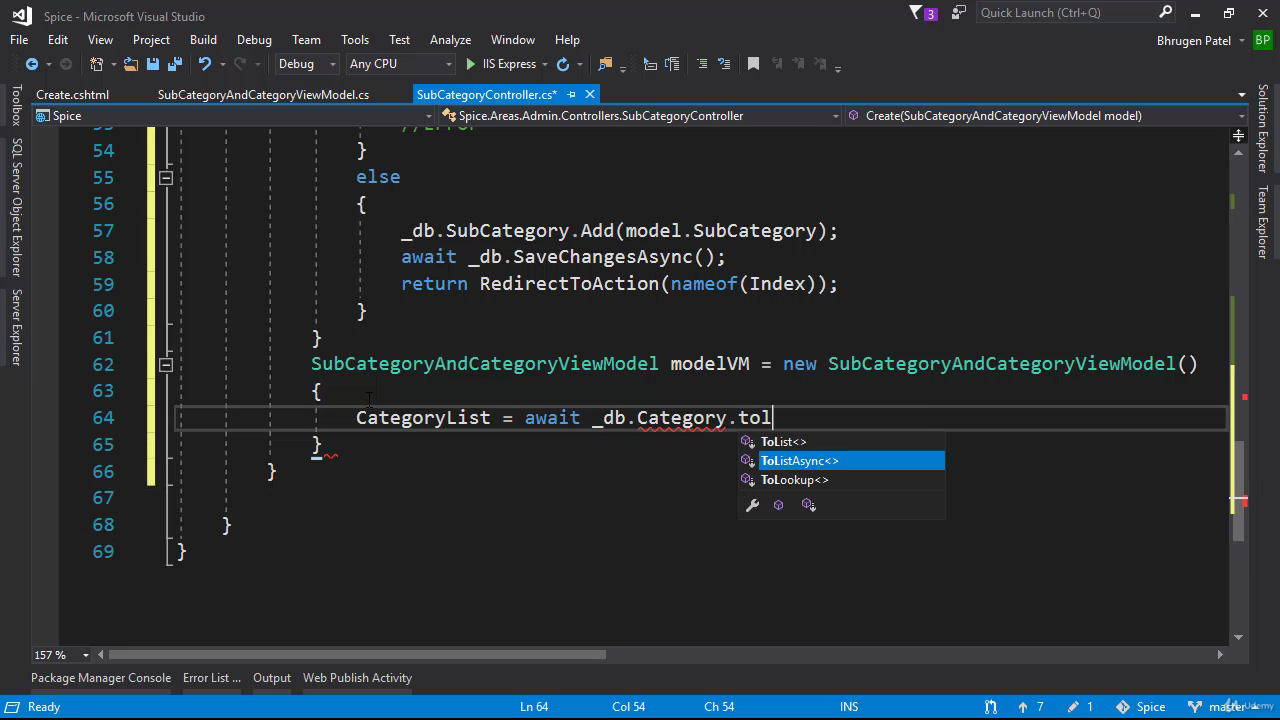 Spice - Microsoft Visual Studio
3
Quick Launch (Ctrl+Q)
File Edit View Project Build Debug Team Tools Test Analyze Window Help
Bhrugen Patel BP
Debug Any CPU IIS Express
Create.cshtml SubCategoryAndCategoryViewModel.cs SubCategoryController.cs*
Spice Spice.Areas.Admin.Controllers.SubCategoryController Create(SubCategoryAndCategoryViewModel model)
Toolbox
SQL Server Object Explorer
Server Explorer
Solution Explorer
Team Explorer
54 }
55 else
56 {
57 _db.SubCategory.Add(model.SubCategory);
58 await _db.SaveChangesAsync();
59 return RedirectToAction(nameof(Index));
60 }
61 }
62 SubCategoryAndCategoryViewModel modelVM = new SubCategoryAndCategoryViewModel()
63 {
64 CategoryList = await _db.Category.tol
65 }
66 }
67
68 }
69 }
ToList<>
ToListAsync<>
ToLookup<>
157 %
Package Manager Console Error List ... Output Web Publish Activity
Ready Ln 64 Col 54 Ch 54 INS 7 1 Spice master
Udemy